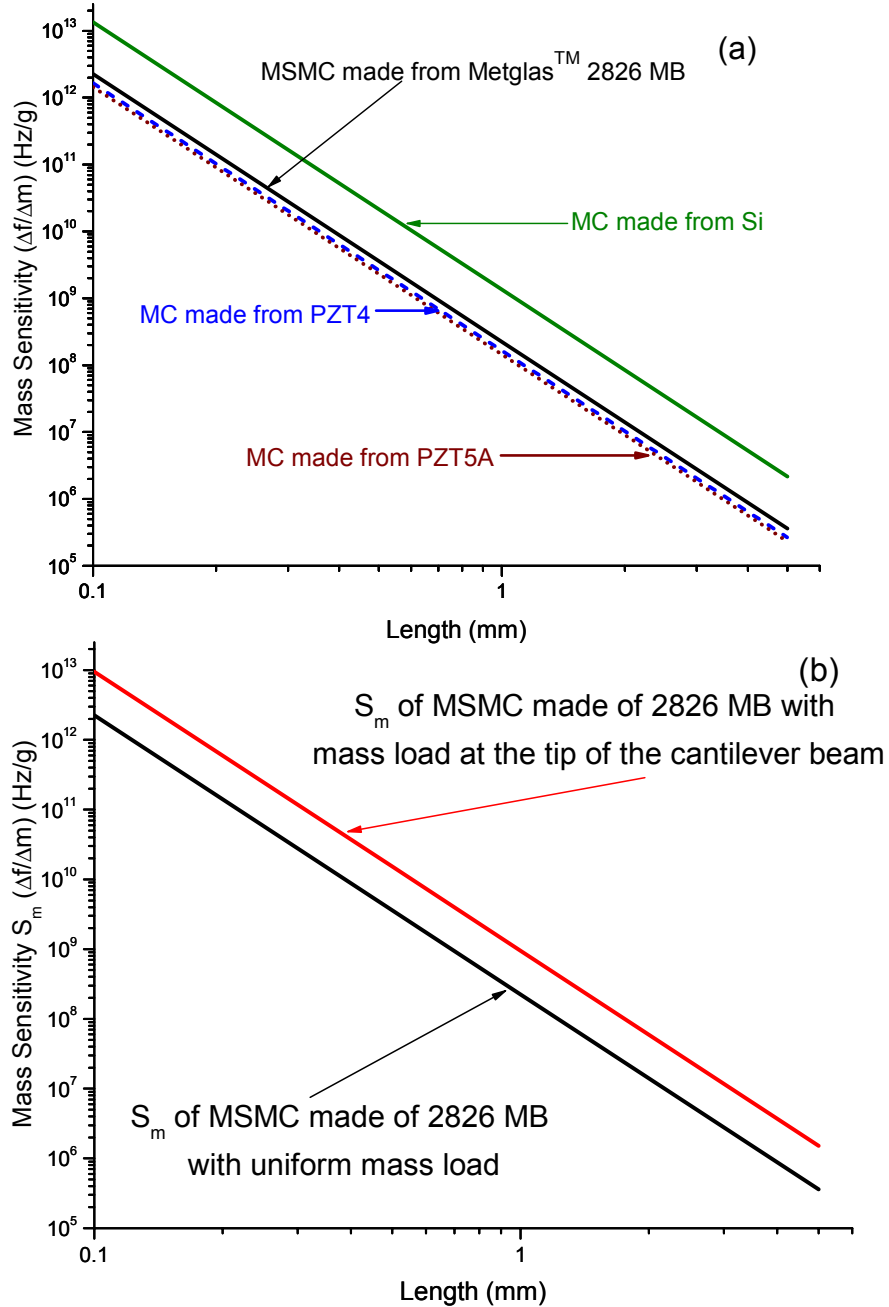 (a)
MSMC made from Metglas™ 2826 MB
MC made from Si
MC made from PZT4
MC made from PZT5A
Mass Sensitivity (Δf/Δm) (Hz/g)
10¹³
10¹²
10¹¹
10¹⁰
10⁹
10⁸
10⁷
10⁶
10⁵
0.1
1
Length (mm)
(b)
Sₘ of MSMC made of 2826 MB with
mass load at the tip of the cantilever beam
Sₘ of MSMC made of 2826 MB
with uniform mass load
Mass Sensitivity Sₘ (Δf/Δm) (Hz/g)
10¹³
10¹²
10¹¹
10¹⁰
10⁹
10⁸
10⁷
10⁶
10⁵
0.1
1
Length (mm)